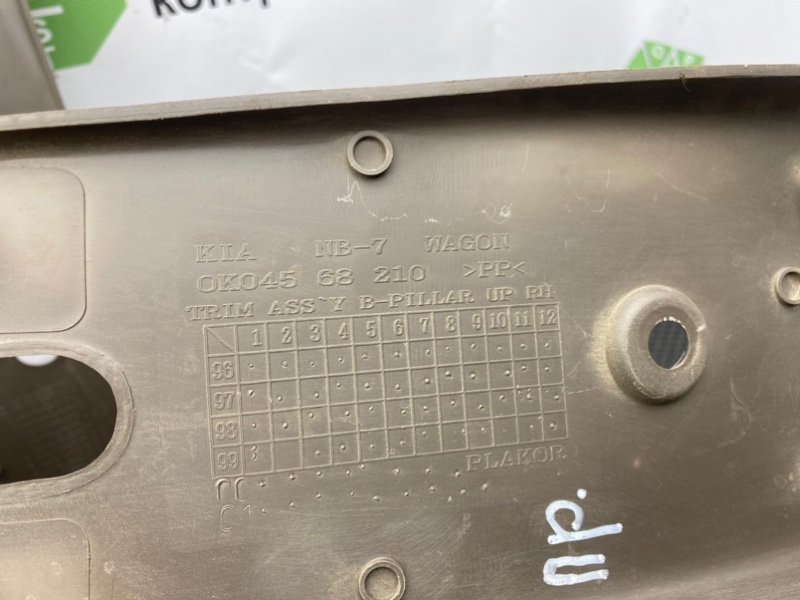 KIA NB-7 WAGON
0K045 68 210 >PP<
TRIM ASS`Y B-PILLAR UP RH
1 2 3 4 5 6 7 8 9 10 11 12
96
97
98
99
PLAKOR
пр.